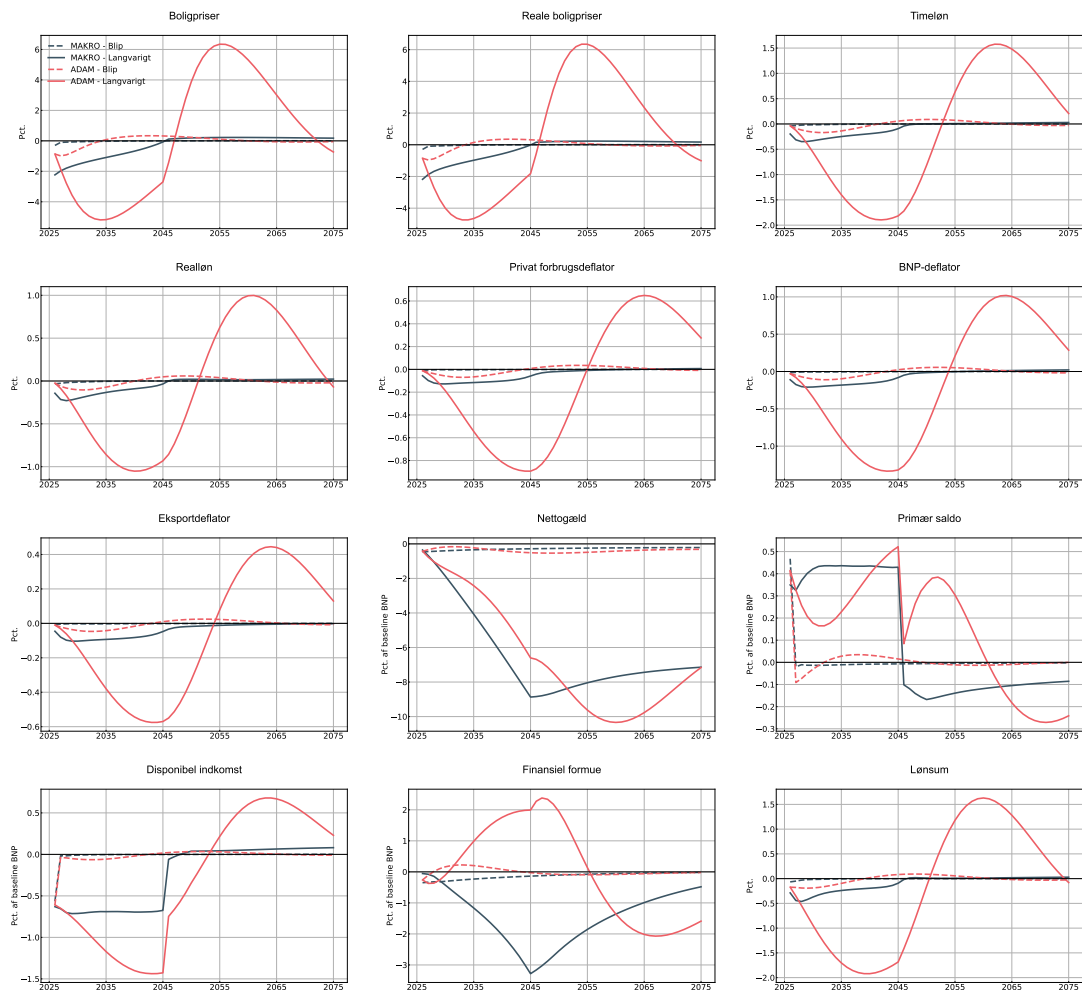 Boligpriser
Reale boligpriser
Timeløn
MAKRO - Blip
MAKRO - Langvarigt
ADAM - Blip
ADAM - Langvarigt
Pct.
6
4
2
0
−2
−4
2025 2035 2045 2055 2065 2075
Pct.
6
4
2
0
−2
−4
2025 2035 2045 2055 2065 2075
Pct.
1.5
1.0
0.5
0.0
−0.5
−1.0
−1.5
−2.0
2025 2035 2045 2055 2065 2075
Realløn
Privat forbrugsdeflator
BNP-deflator
Pct.
1.0
0.5
0.0
−0.5
−1.0
2025 2035 2045 2055 2065 2075
Pct.
0.6
0.4
0.2
0.0
−0.2
−0.4
−0.6
−0.8
2025 2035 2045 2055 2065 2075
Pct.
1.0
0.5
0.0
−0.5
−1.0
2025 2035 2045 2055 2065 2075
Eksportdeflator
Nettogæld
Primær saldo
Pct.
0.4
0.2
0.0
−0.2
−0.4
−0.6
2025 2035 2045 2055 2065 2075
Pct. af baseline BNP
0
−2
−4
−6
−8
−10
2025 2035 2045 2055 2065 2075
Pct. af baseline BNP
0.5
0.4
0.3
0.2
0.1
0.0
−0.1
−0.2
−0.3
2025 2035 2045 2055 2065 2075
Disponibel indkomst
Finansiel formue
Lønsum
Pct. af baseline BNP
0.5
0.0
−0.5
−1.0
−1.5
2025 2035 2045 2055 2065 2075
Pct. af baseline BNP
2
1
0
−1
−2
−3
2025 2035 2045 2055 2065 2075
Pct.
1.5
1.0
0.5
0.0
−0.5
−1.0
−1.5
−2.0
2025 2035 2045 2055 2065 2075